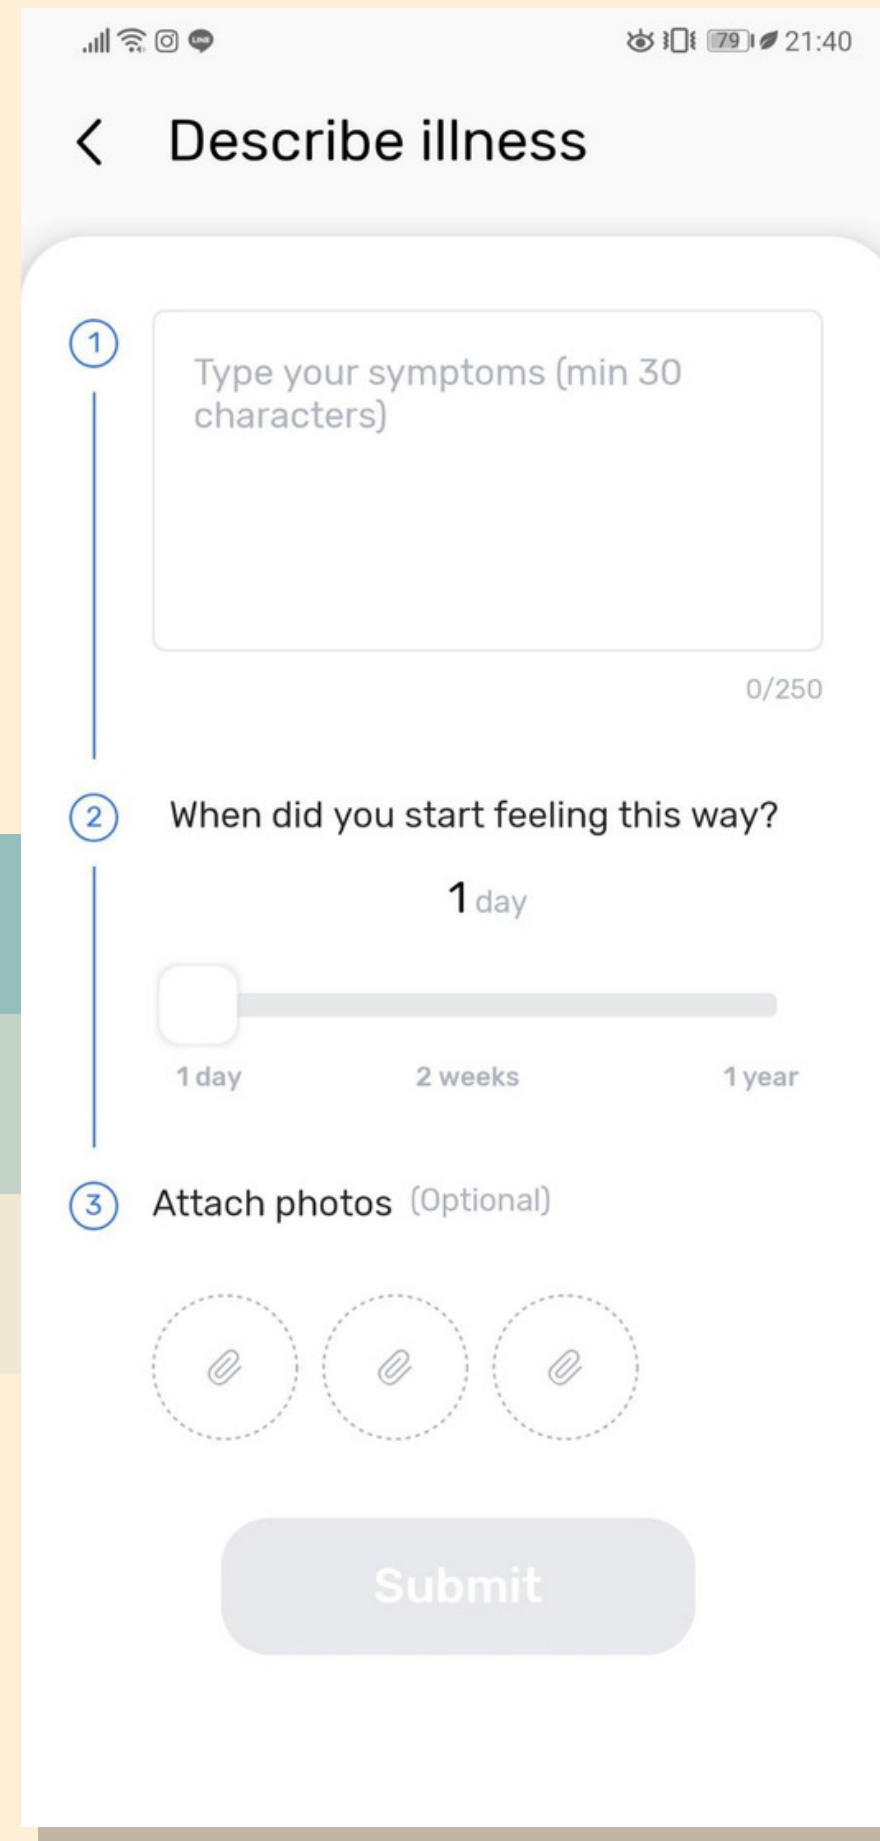 LINE
79
21:40
Describe illness
1
Type your symptoms (min 30
characters)
0/250
2
When did you start feeling this way?
1 day
1 day 2 weeks 1 year
3
Attach photos (Optional)
Submit